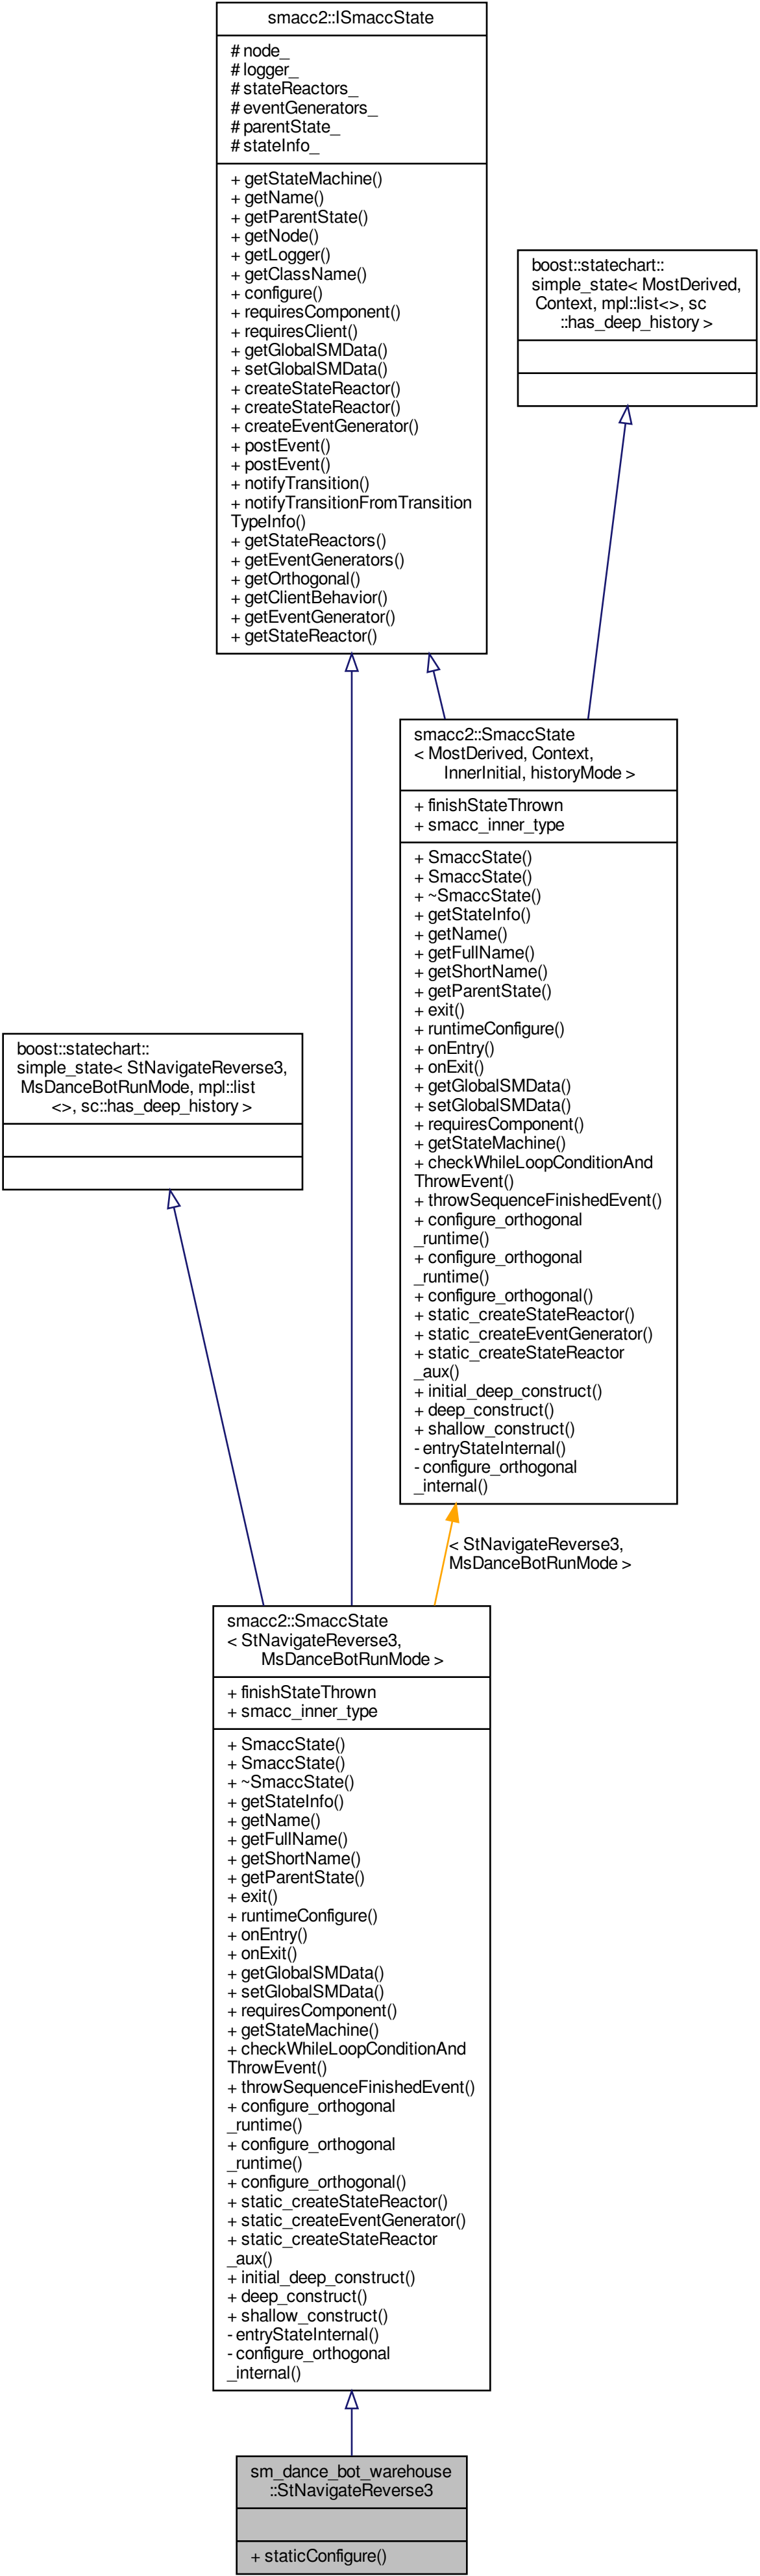 smacc2::ISmaccState
# node_
# logger_
# stateReactors_
# eventGenerators_
# parentState_
# stateInfo_
+ getStateMachine()
+ getName()
+ getParentState()
+ getNode()
+ getLogger()
+ getClassName()
+ configure()
+ requiresComponent()
+ requiresClient()
+ getGlobalSMData()
+ setGlobalSMData()
+ createStateReactor()
+ createStateReactor()
+ createEventGenerator()
+ postEvent()
+ postEvent()
+ notifyTransition()
+ notifyTransitionFromTransition
TypeInfo()
+ getStateReactors()
+ getEventGenerators()
+ getOrthogonal()
+ getClientBehavior()
+ getEventGenerator()
+ getStateReactor()
boost::statechart::
simple_state< MostDerived,
Context, mpl::list<>, sc
::has_deep_history >
smacc2::SmaccState
< MostDerived, Context,
InnerInitial, historyMode >
+ finishStateThrown
+ smacc_inner_type
+ SmaccState()
+ SmaccState()
+ ~SmaccState()
+ getStateInfo()
+ getName()
+ getFullName()
+ getShortName()
+ getParentState()
+ exit()
+ runtimeConfigure()
+ onEntry()
+ onExit()
+ getGlobalSMData()
+ setGlobalSMData()
+ requiresComponent()
+ getStateMachine()
+ checkWhileLoopConditionAnd
ThrowEvent()
+ throwSequenceFinishedEvent()
+ configure_orthogonal
_runtime()
+ configure_orthogonal
_runtime()
+ configure_orthogonal()
+ static_createStateReactor()
+ static_createEventGenerator()
+ static_createStateReactor
_aux()
+ initial_deep_construct()
+ deep_construct()
+ shallow_construct()
- entryStateInternal()
- configure_orthogonal
_internal()
boost::statechart::
simple_state< StNavigateReverse3,
MsDanceBotRunMode, mpl::list
<>, sc::has_deep_history >
< StNavigateReverse3,
MsDanceBotRunMode >
smacc2::SmaccState
< StNavigateReverse3,
MsDanceBotRunMode >
+ finishStateThrown
+ smacc_inner_type
+ SmaccState()
+ SmaccState()
+ ~SmaccState()
+ getStateInfo()
+ getName()
+ getFullName()
+ getShortName()
+ getParentState()
+ exit()
+ runtimeConfigure()
+ onEntry()
+ onExit()
+ getGlobalSMData()
+ setGlobalSMData()
+ requiresComponent()
+ getStateMachine()
+ checkWhileLoopConditionAnd
ThrowEvent()
+ throwSequenceFinishedEvent()
+ configure_orthogonal
_runtime()
+ configure_orthogonal
_runtime()
+ configure_orthogonal()
+ static_createStateReactor()
+ static_createEventGenerator()
+ static_createStateReactor
_aux()
+ initial_deep_construct()
+ deep_construct()
+ shallow_construct()
- entryStateInternal()
- configure_orthogonal
_internal()
sm_dance_bot_warehouse
::StNavigateReverse3
+ staticConfigure()